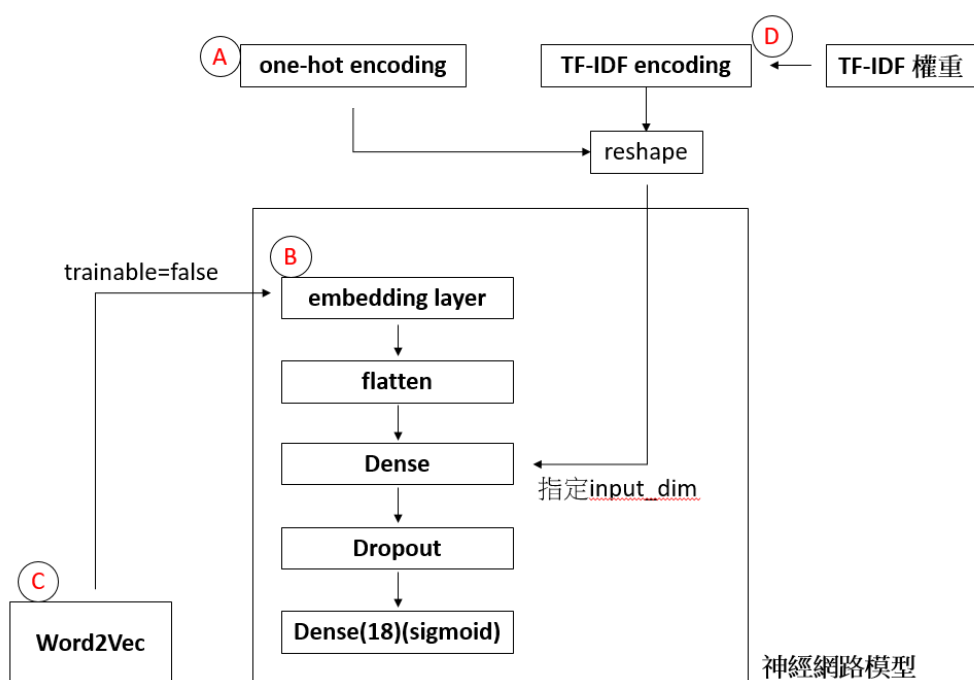 A
one-hot encoding
TF-IDF encoding
D
TF-IDF 權重
reshape
B
trainable=false
embedding layer
flatten
Dense
指定input_dim
Dropout
C
Word2Vec
Dense(18)(sigmoid)
神經網路模型